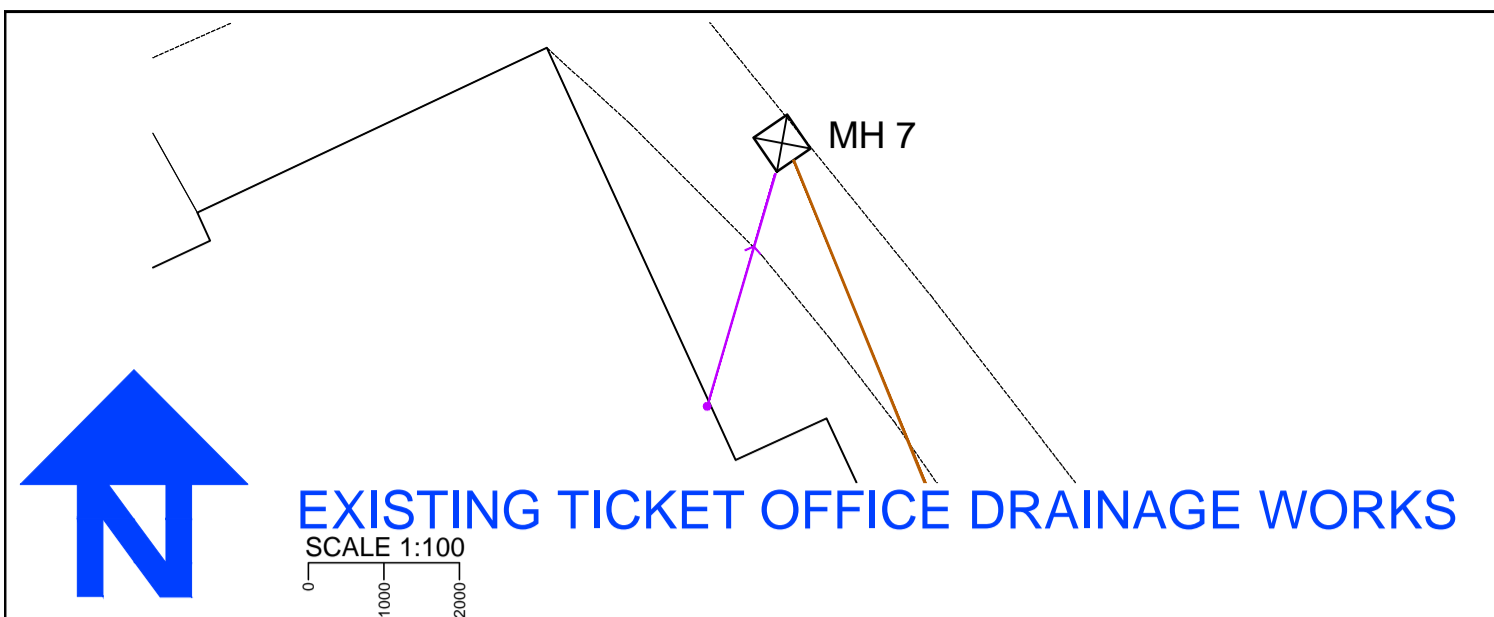 MH 7
N
EXISTING TICKET OFFICE DRAINAGE WORKS
SCALE 1:100
0
1000
2000